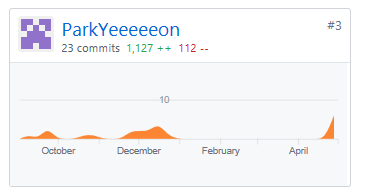 ParkYeeeeeon
#3
23 commits 1,127 ++ 112 --
10
October December February April